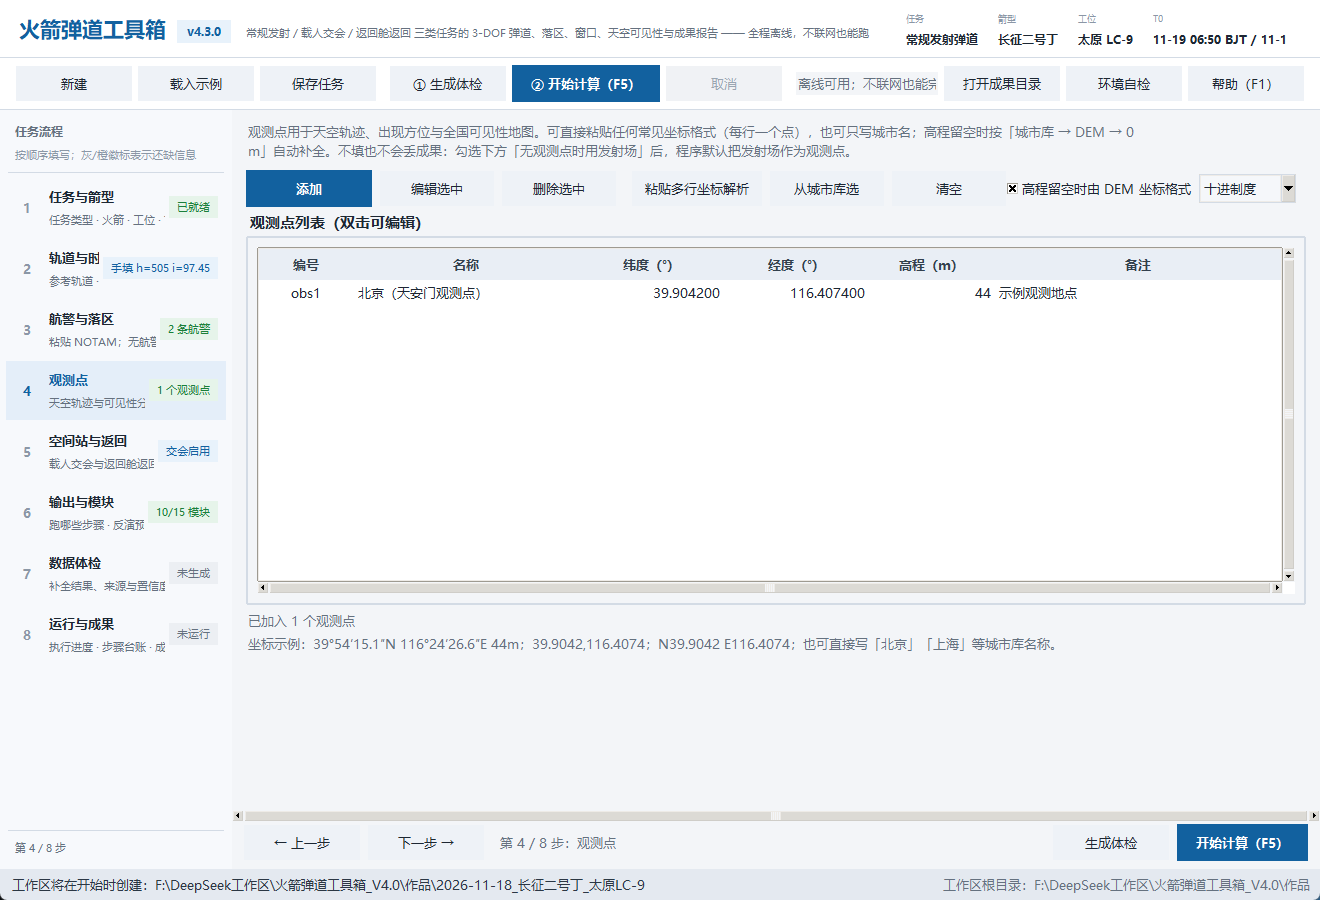 火箭弹道工具箱
v4.3.0
常规发射 / 载人交会 / 返回舱返回 三类任务的 3-DOF 弹道、落区、窗口、天空可见性与成果报告 —— 全程离线，不联网也能跑
任务
常规发射弹道
箭型
长征二号丁
工位
太原 LC-9
T0
11-19 06:50 BJT / 11-1
新建
载入示例
保存任务
① 生成体检
② 开始计算（F5）
取消
离线可用；不联网也能完
打开成果目录
环境自检
帮助（F1）
任务流程
按顺序填写；灰/橙徽标表示还缺信息
1
任务与箭型
任务类型 · 火箭 · 工位 ·
已就绪
2
轨道与时
参考轨道 ·
手填 h=505 i=97.45
3
航警与落区
粘贴 NOTAM；无航警
2 条航警
4
观测点
天空轨迹与可见性分
1 个观测点
5
空间站与返回
载人交会与返回舱返回
交会启用
6
输出与模块
跑哪些步骤 · 反演预
10/15 模块
7
数据体检
补全结果、来源与置信度
未生成
8
运行与成果
执行进度 · 步骤台账 · 成
未运行
第 4 / 8 步
观测点用于天空轨迹、出现方位与全国可见性地图。可直接粘贴任何常见坐标格式（每行一个点），也可只写城市名；高程留空时按「城市库 → DEM → 0
m」自动补全。不填也不会丢成果：勾选下方「无观测点时用发射场」后，程序默认把发射场作为观测点。
添加
编辑选中
删除选中
粘贴多行坐标解析
从城市库选
清空
高程留空时由 DEM
坐标格式
十进制度
观测点列表（双击可编辑）
编号 名称 纬度（°） 经度（°） 高程（m） 备注
obs1 北京（天安门观测点） 39.904200 116.407400 44 示例观测地点
已加入 1 个观测点
坐标示例：39°54′15.1″N 116°24′26.6″E 44m；39.9042,116.4074；N39.9042 E116.4074；也可直接写「北京」「上海」等城市库名称。
← 上一步
下一步 →
第 4 / 8 步：观测点
生成体检
开始计算（F5）
工作区将在开始时创建：F:\DeepSeek工作区\火箭弹道工具箱_V4.0\作品\2026-11-18_长征二号丁_太原LC-9
工作区根目录：F:\DeepSeek工作区\火箭弹道工具箱_V4.0\作品